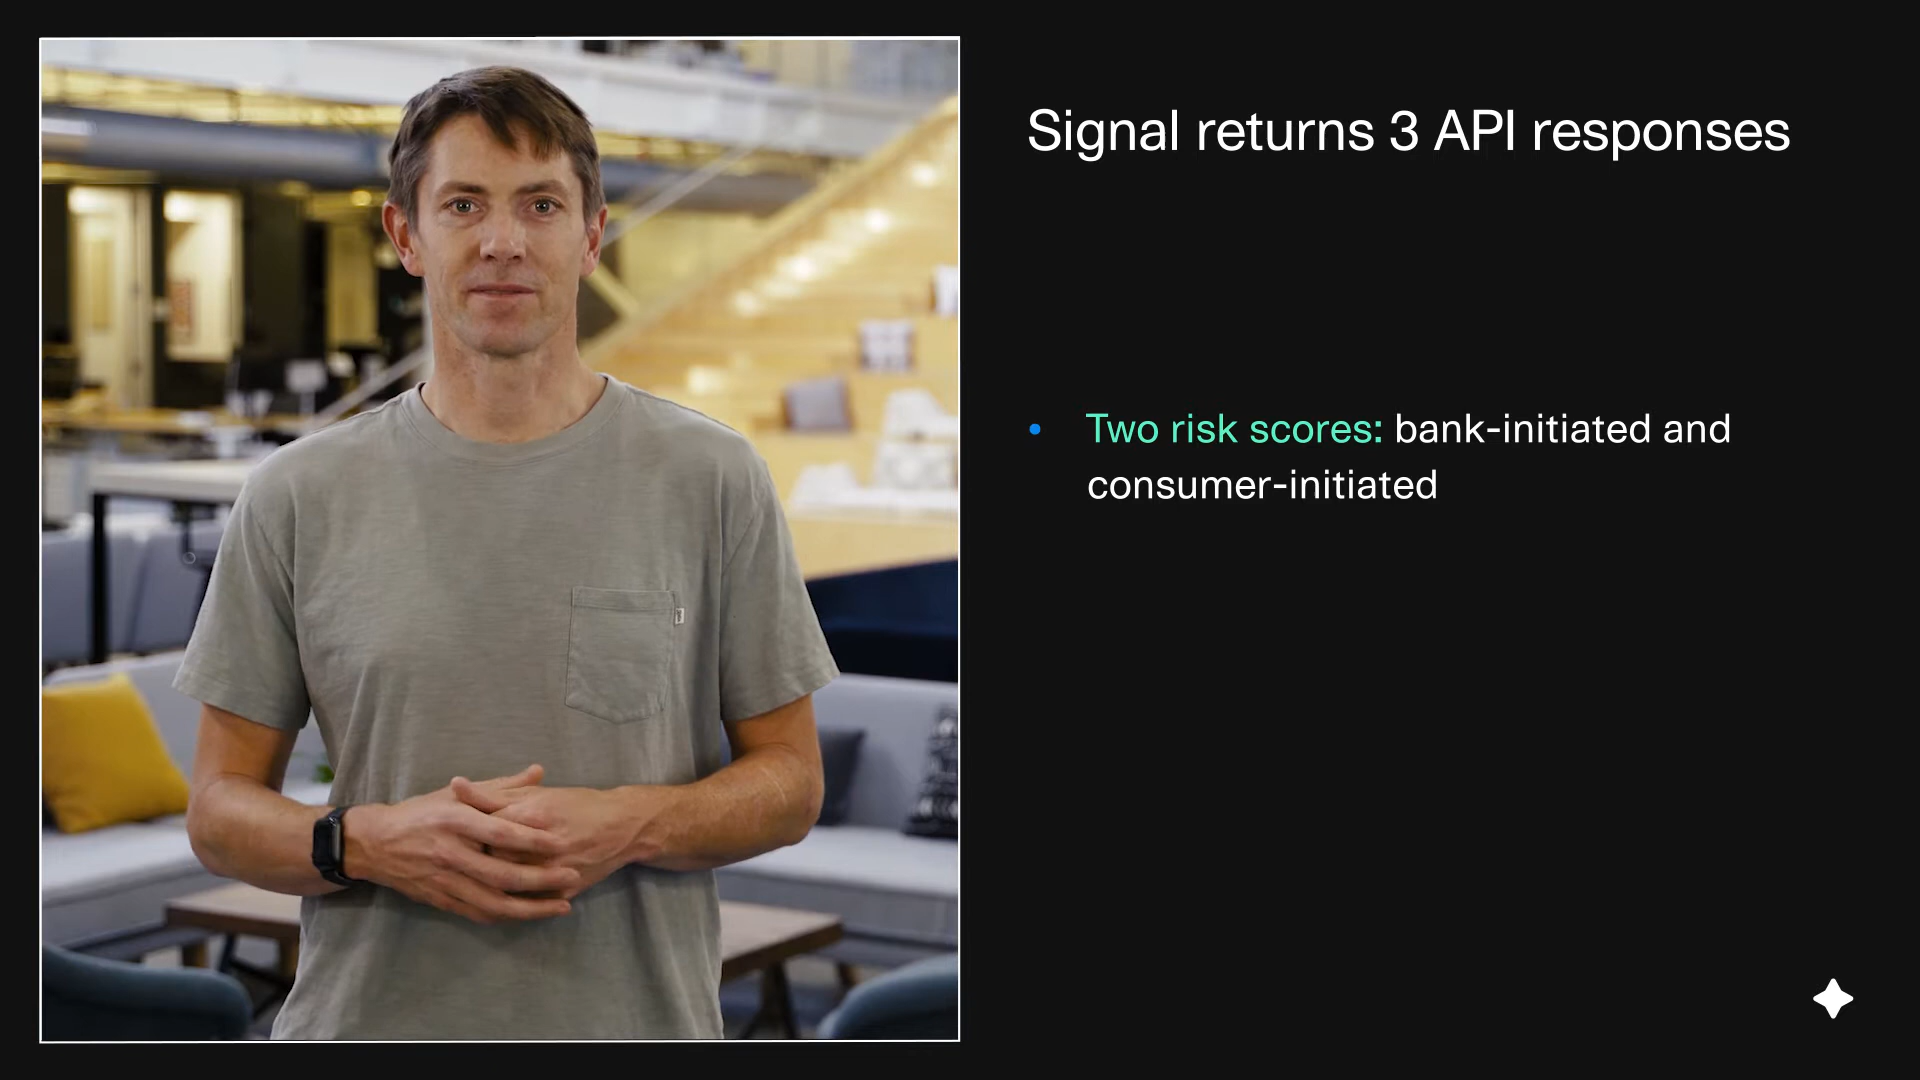 Signal returns 3 API responses
• Two risk scores: bank-initiated and
consumer-initiated